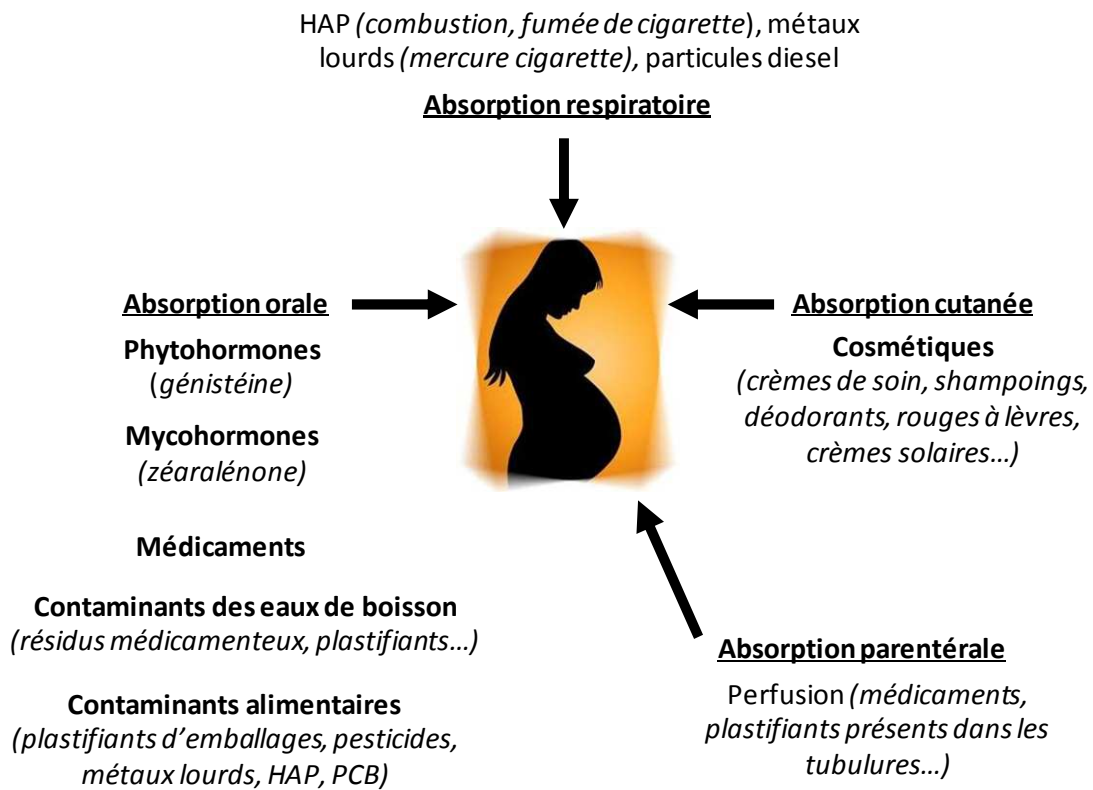 HAP (combustion, fumée de cigarette), métaux
lourds (mercure cigarette), particules diesel
Absorption respiratoire
Absorption orale
Phytohormones
(génistéine)
Mycohormones
(zéaralénone)
Médicaments
Contaminants des eaux de boisson
(résidus médicamenteux, plastifiants…)
Contaminants alimentaires
(plastifiants d’emballages, pesticides,
métaux lourds, HAP, PCB)
Absorption cutanée
Cosmétiques
(crèmes de soin, shampoings,
déodorants, rouges à lèvres,
crèmes solaires…)
Absorption parentérale
Perfusion (médicaments,
plastifiants présents dans les
tubulures…)